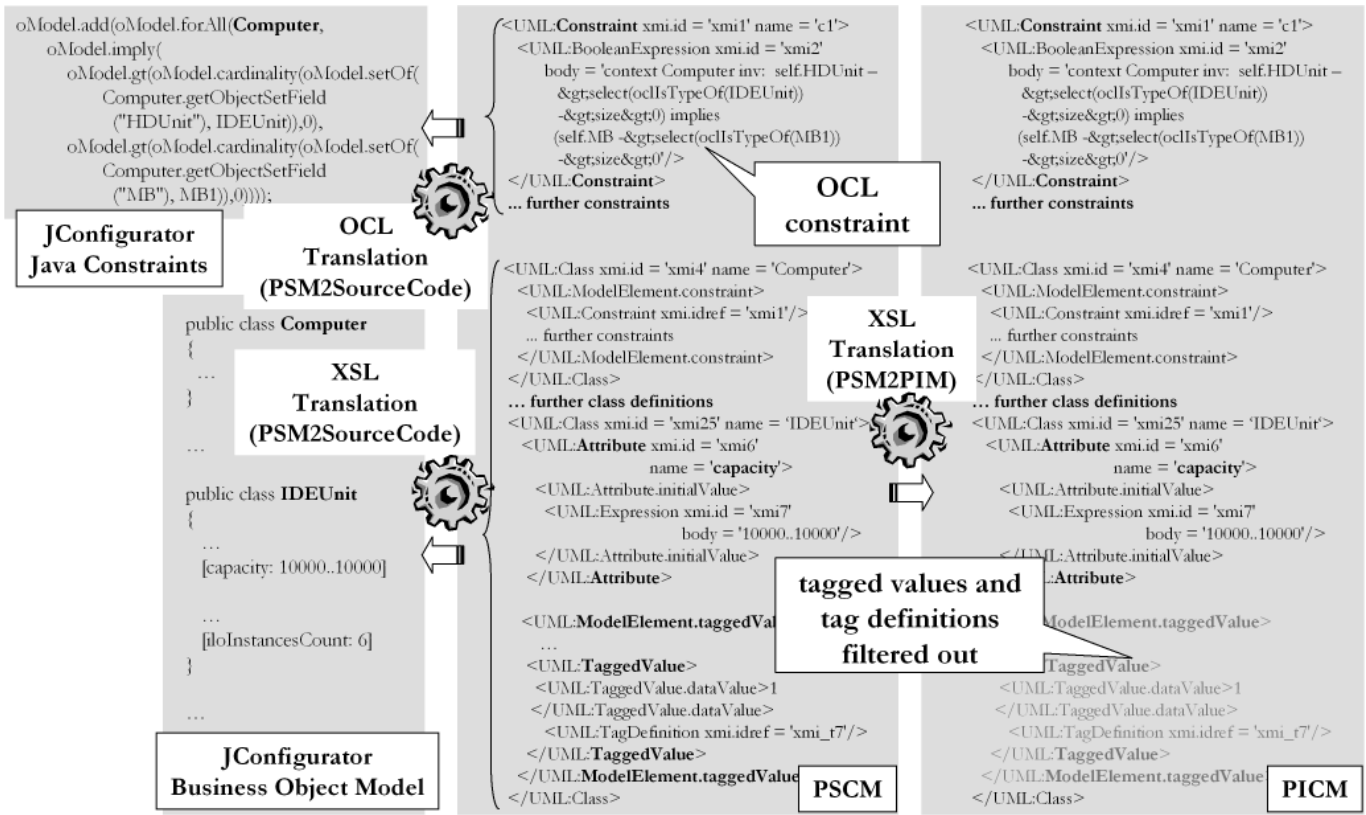 oModel.add(oModel.forAll(Computer,
oModel.imply(
oModel.gt(oModel.cardinality(oModel.setOf(
Computer.getObjectSetField
("HDUnit"), IDEUnit)),0),
oModel.gt(oModel.cardinality(oModel.setOf(
Computer.getObjectSetField
("MB"), MB1)),0))));
JConfigurator
Java Constraints
OCL
Translation
(PSM2SourceCode)
public class Computer
{
…
}
…
public class IDEUnit
{
…
[capacity: 10000..10000]
…
[iloInstancesCount: 6]
}
…
XSL
Translation
(PSM2SourceCode)
JConfigurator
Business Object Model
<UML:Constraint xmi.id = 'xmi1' name = 'c1'>
<UML:BooleanExpression xmi.id = 'xmi2'
body = 'context Computer inv: self.HDUnit –
&gt;select(oclIsTypeOf(IDEUnit))
-&gt;size&gt;0) implies
(self.MB -&gt;select(oclIsTypeOf(MB1))
-&gt;size&gt;0'/>
</UML:Constraint>
... further constraints
OCL
constraint
<UML:Class xmi.id = 'xmi4' name = 'Computer'>
<UML:ModelElement.constraint>
<UML:Constraint xmi.idref = 'xmi1'/>
... further constraints
</UML:ModelElement.constraint>
</UML:Class>
… further class definitions
<UML:Class xmi.id = 'xmi25' name = ‘IDEUnit‘>
<UML:Attribute xmi.id = 'xmi6'
name = 'capacity'>
<UML:Attribute.initialValue>
<UML:Expression xmi.id = 'xmi7'
body = '10000..10000'/>
</UML:Attribute.initialValue>
</UML:Attribute>
<UML:ModelElement.taggedVal
…
<UML:TaggedValue>
<UML:TaggedValue.dataValue>1
</UML:TaggedValue.dataValue>
<UML:TagDefinition xmi.idref = 'xmi_t7'/>
</UML:TaggedValue>
</UML:ModelElement.taggedValue
</UML:Class>
PSCM
XSL
Translation
(PSM2PIM)
tagged values and
tag definitions
filtered out
<UML:Constraint xmi.id = 'xmi1' name = 'c1'>
<UML:BooleanExpression xmi.id = 'xmi2'
body = 'context Computer inv: self.HDUnit –
&gt;select(oclIsTypeOf(IDEUnit))
-&gt;size&gt;0) implies
(self.MB -&gt;select(oclIsTypeOf(MB1))
-&gt;size&gt;0'/>
</UML:Constraint>
... further constraints
<UML:Class xmi.id = 'xmi4' name = 'Computer'>
<UML:ModelElement.constraint>
<UML:Constraint xmi.idref = 'xmi1'/>
... further constraints
</UML:ModelElement.constraint>
</UML:Class>
… further class definitions
<UML:Class xmi.id = 'xmi25' name = ‘IDEUnit‘>
<UML:Attribute xmi.id = 'xmi6'
name = 'capacity'>
<UML:Attribute.initialValue>
<UML:Expression xmi.id = 'xmi7'
body = '10000..10000'/>
</UML:Attribute.initialValue>
:Attribute>
ModelElement.taggedValue>
TaggedValue>
<UML:TaggedValue.dataValue>1
</UML:TaggedValue.dataValue>
<UML:TagDefinition xmi.idref = 'xmi_t7'/>
</UML:TaggedValue>
</UML:ModelElement.taggedValue
</UML:Class>
PICM